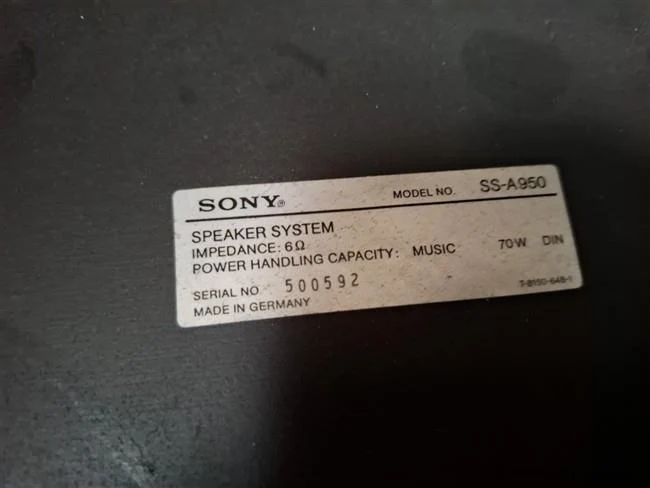 SONY® MODEL NO. SS-A950
SPEAKER SYSTEM
IMPEDANCE: 6Ω
POWER HANDLING CAPACITY: MUSIC 70W DIN
SERIAL NO 500592
MADE IN GERMANY